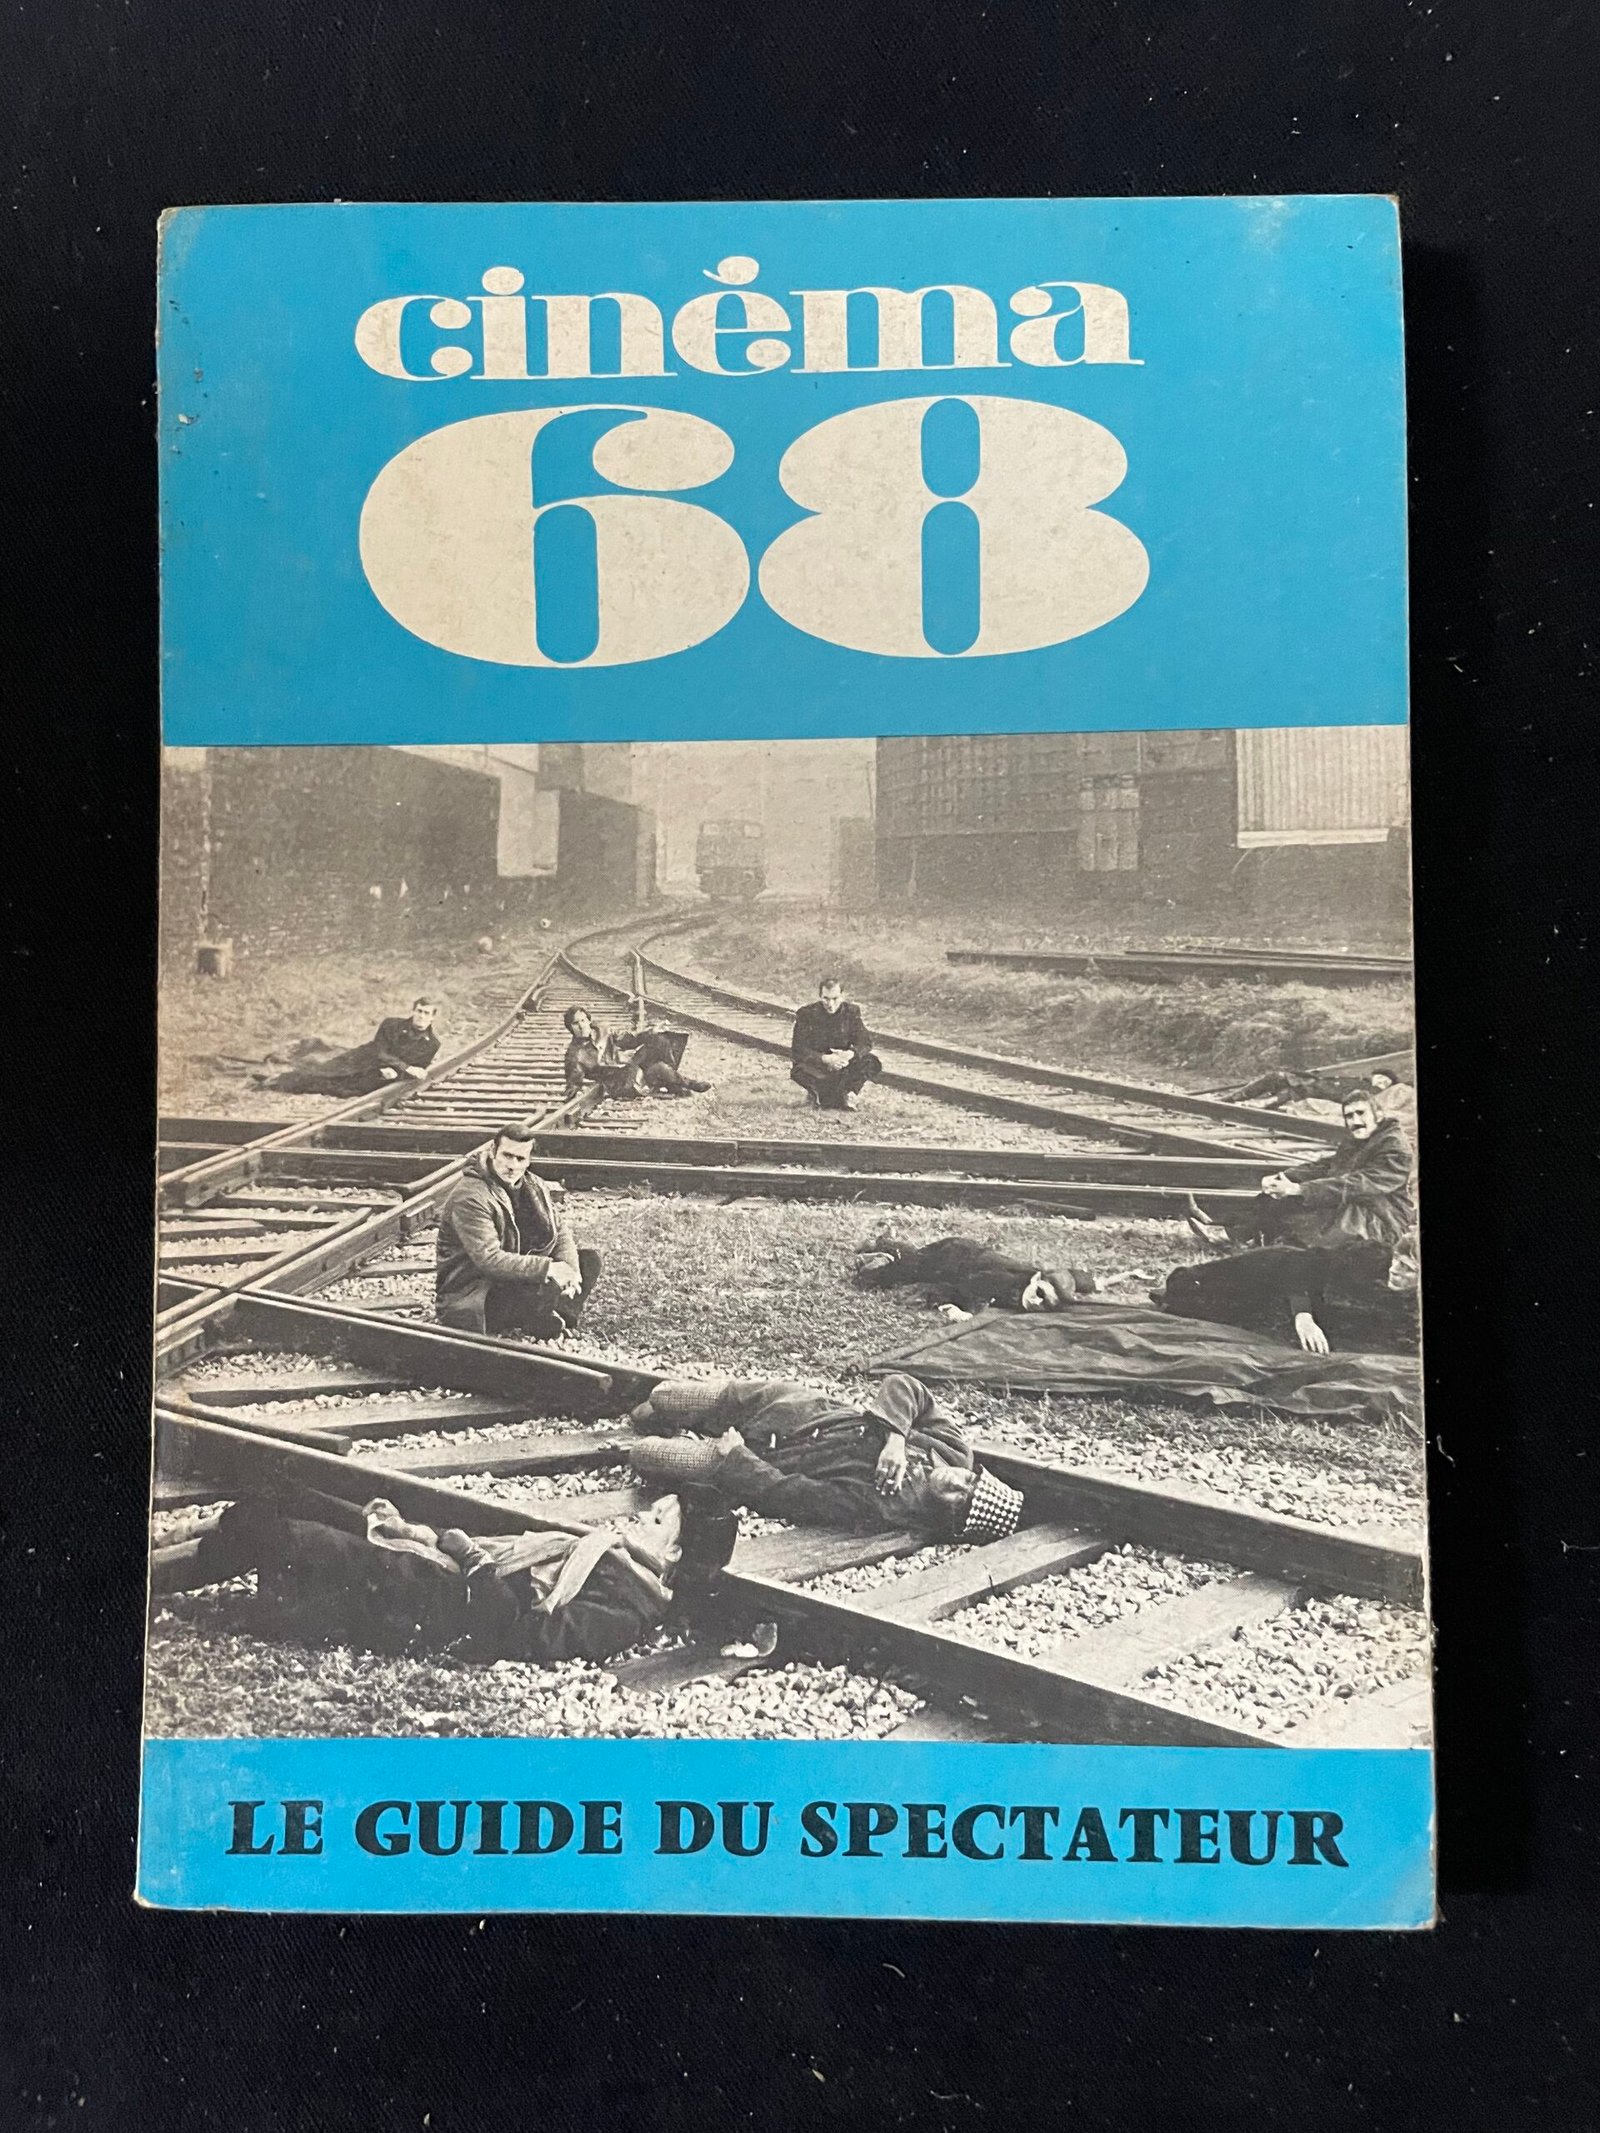 cinéma
68
LE GUIDE DU SPECTATEUR